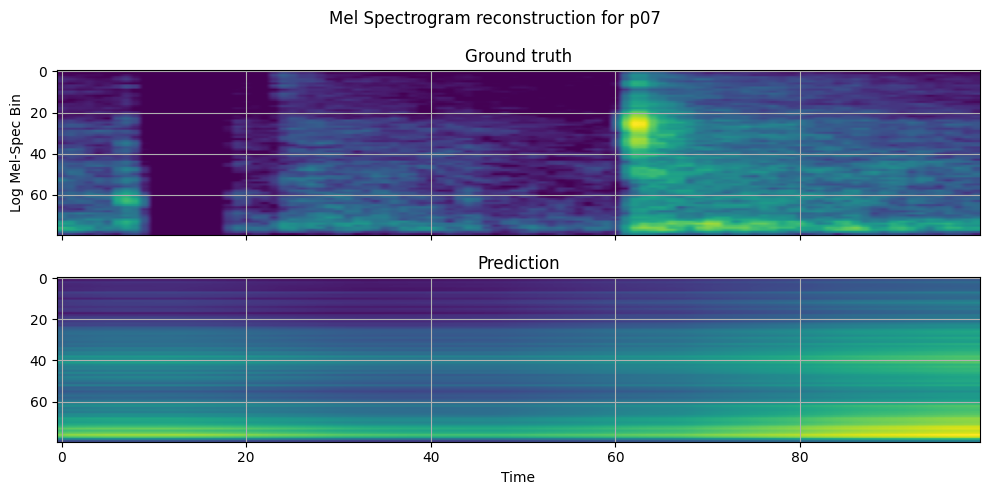 Mel Spectrogram reconstruction for p07
Ground truth
Log Mel-Spec Bin
0
20
40
60
Prediction
0
20
40
60
0 20 40 60 80
Time